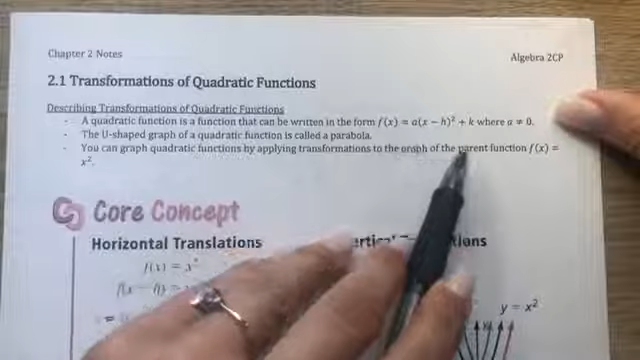 Chapter 2 Notes
Algebra 2CP
2.1 Transformations of Quadratic Functions
Describing Transformations of Quadratic Functions
- A quadratic function is a function that can be written in the form f(x) = a(x − h)² + k where a ≠ 0.
- The U-shaped graph of a quadratic function is called a parabola.
- You can graph quadratic functions by applying transformations to the graph of the parent function f(x) =
x².
Core Concept
Horizontal Translations
f(x) = x²
y = x²